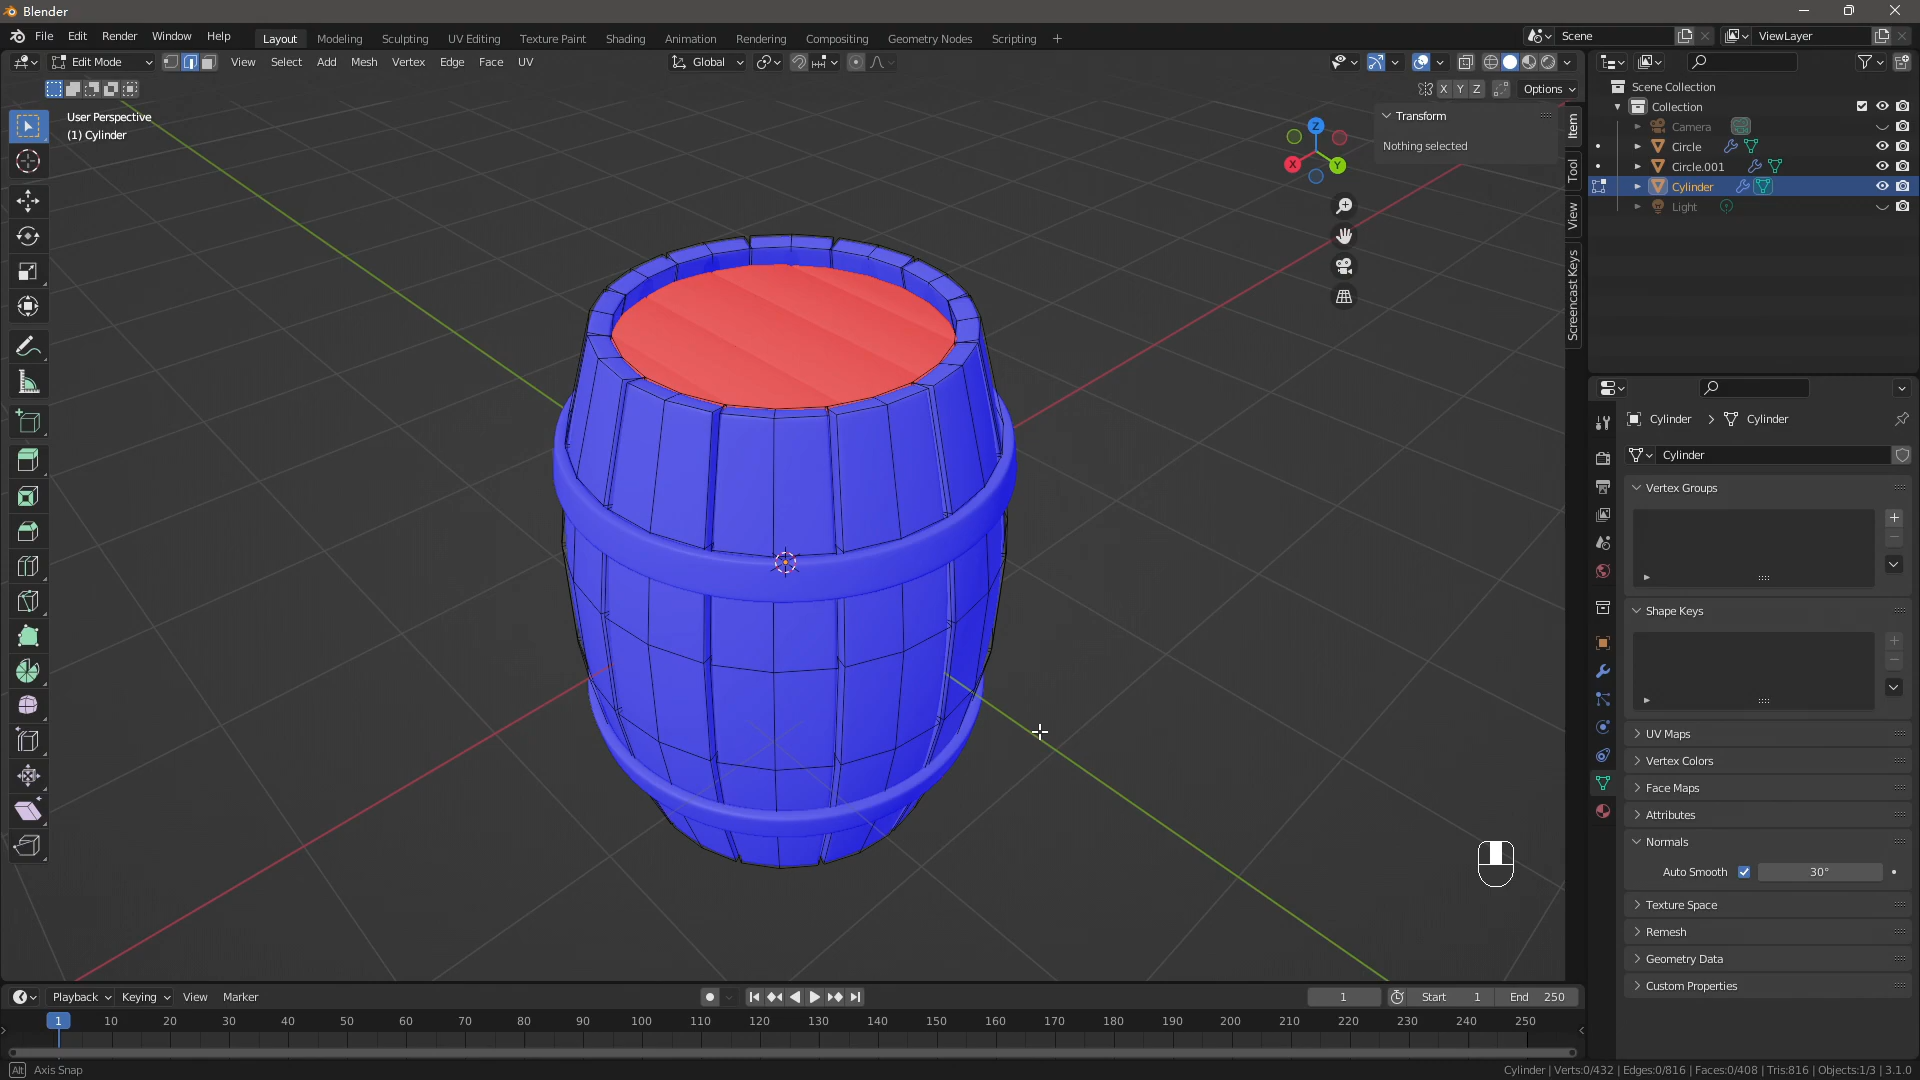 Blender
File Edit Render Window Help
Layout Modeling Sculpting UV Editing Texture Paint Shading Animation Rendering Compositing Geometry Nodes Scripting +
Scene
ViewLayer
Edit Mode View Select Add Mesh Vertex Edge Face UV
Global
X Y Z Options
User Perspective
(1) Cylinder
Z
X
Y
Transform
Nothing selected
Item
Tool
View
Screencast Keys
Scene Collection
Collection
Camera
Circle
Circle.001
Cylinder
Light
Cylinder Cylinder
Cylinder
Vertex Groups
Shape Keys
UV Maps
Vertex Colors
Face Maps
Attributes
Normals
Auto Smooth 30°
Texture Space
Remesh
Geometry Data
Custom Properties
Playback Keying View Marker
1 Start 1 End 250
1 10 20 30 40 50 60 70 80 90 100 110 120 130 140 150 160 170 180 190 200 210 220 230 240 250
Alt Axis Snap
Cylinder | Verts:0/432 | Edges:0/816 | Faces:0/408 | Tris:816 | Objects:1/3 | 3.1.0